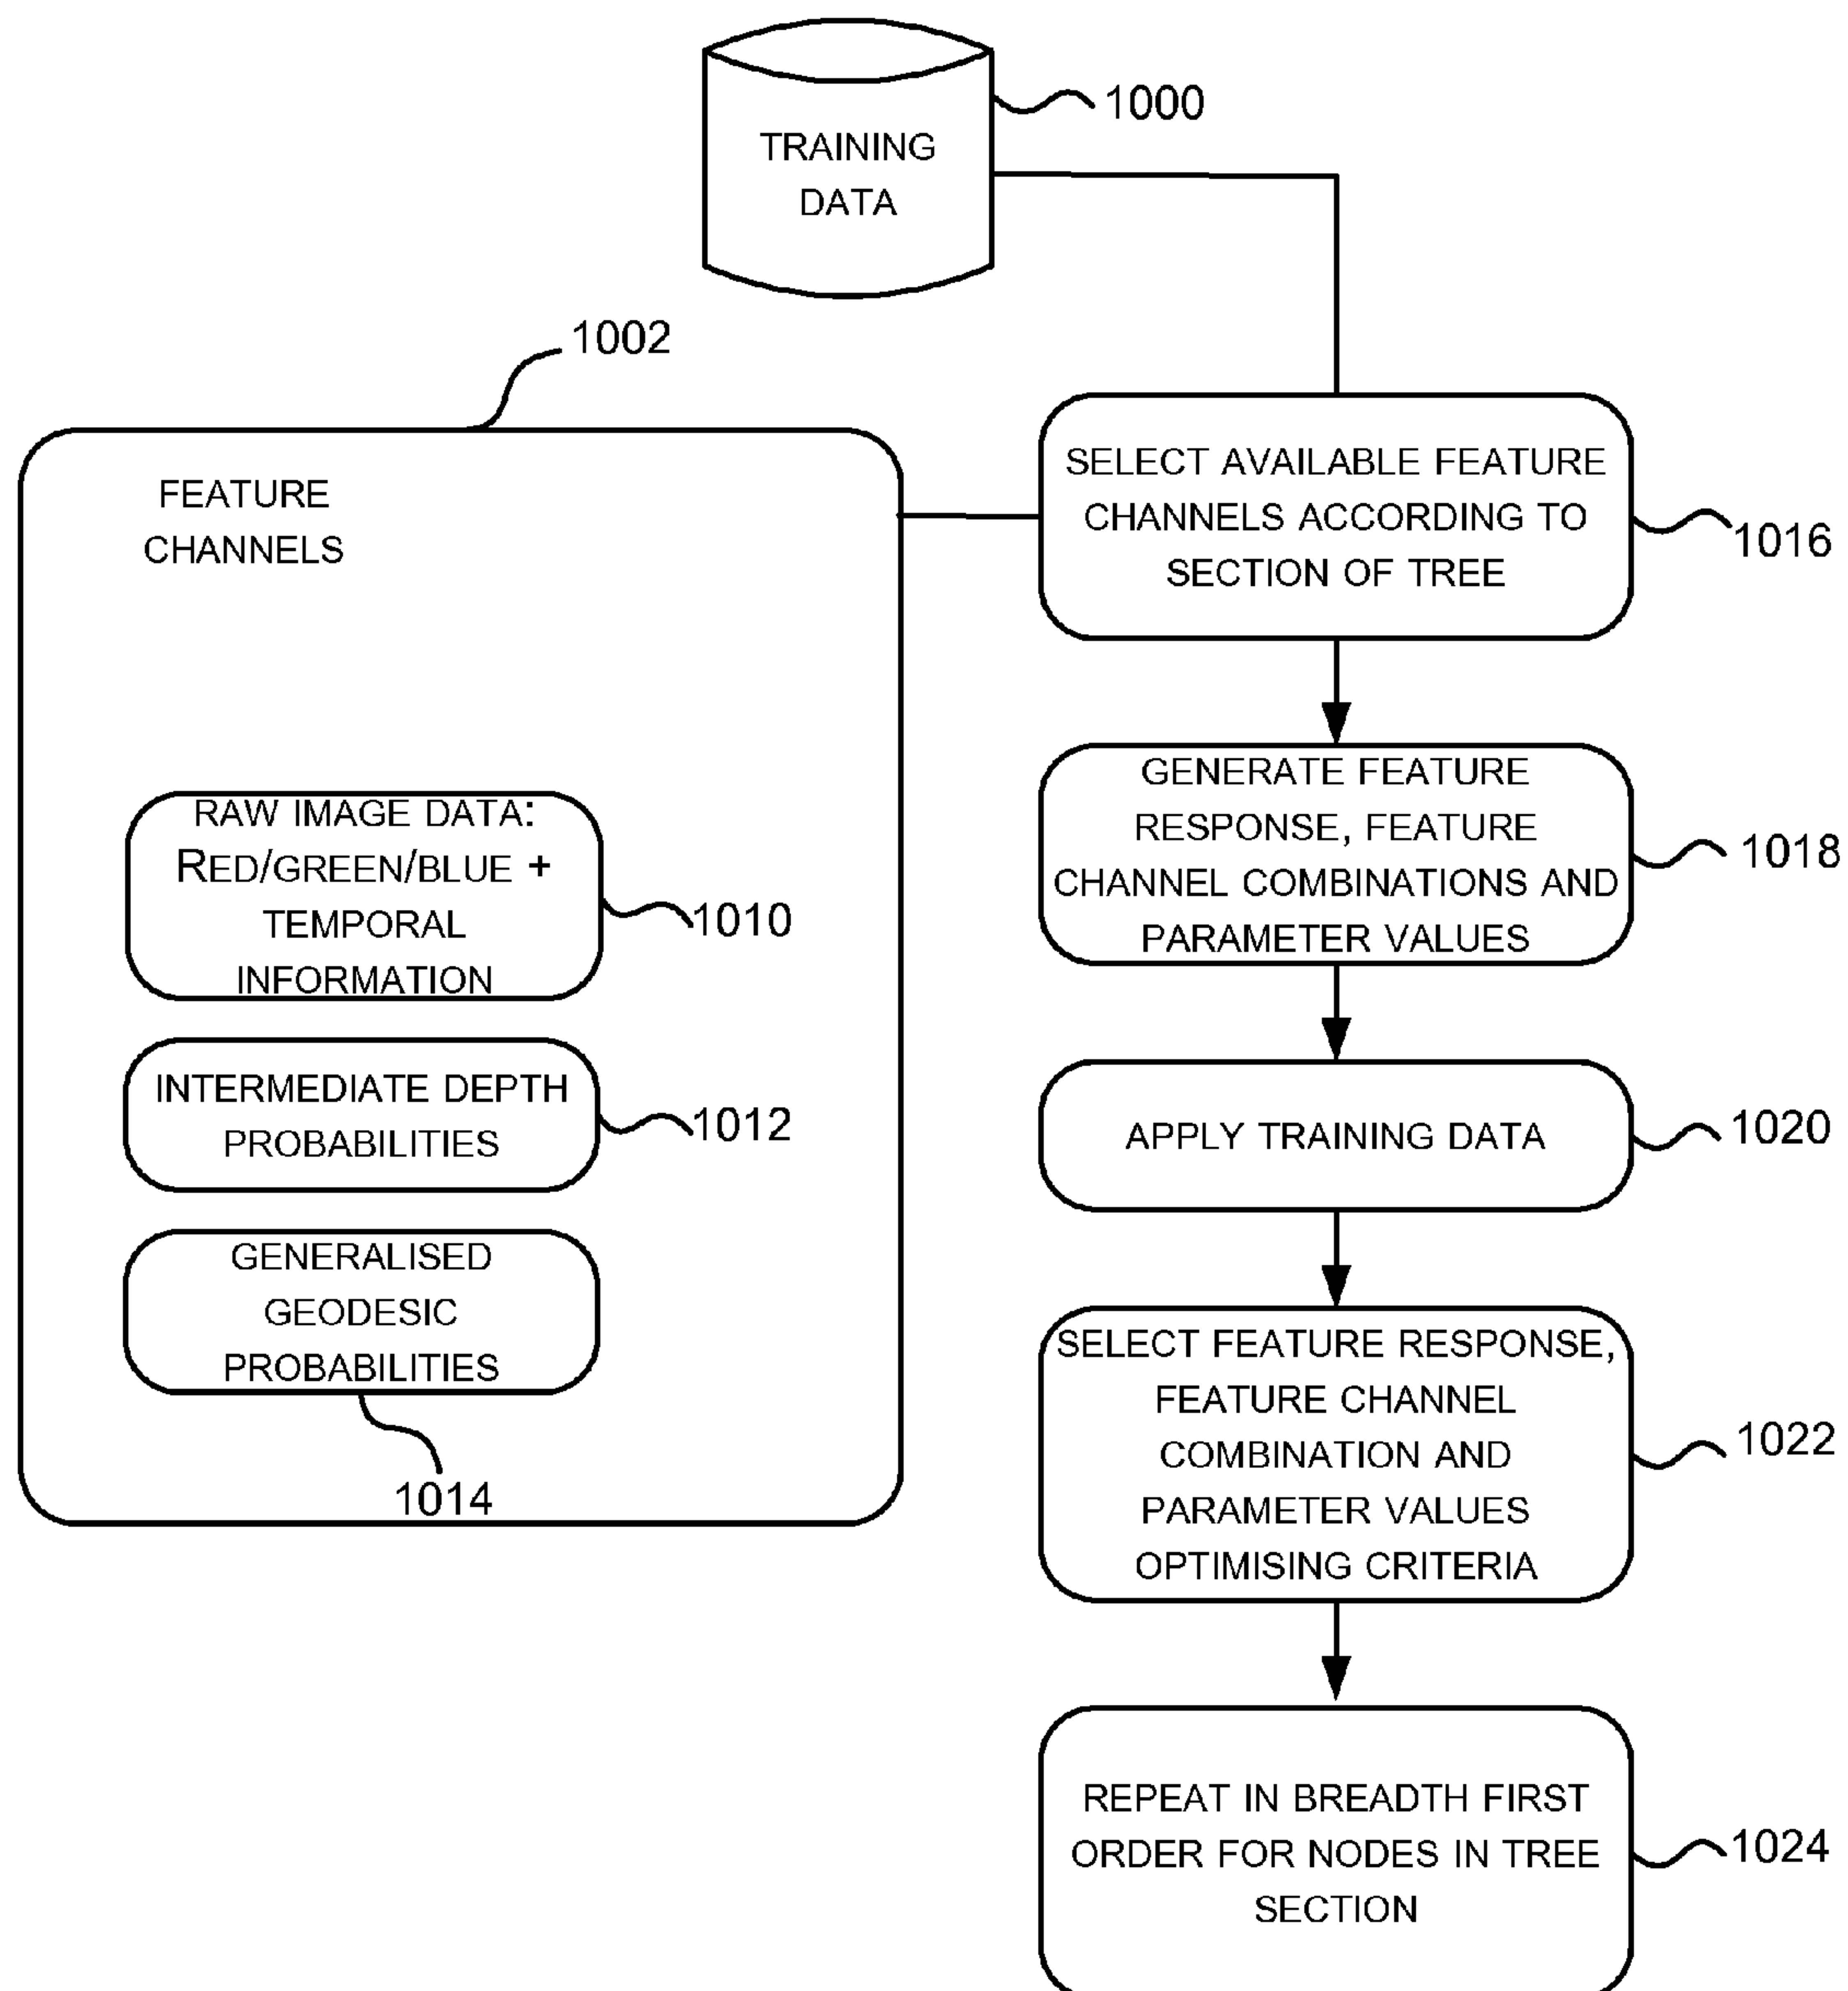 TRAINING
DATA
1000
1002
FEATURE
CHANNELS
RAW IMAGE DATA:
RED/GREEN/BLUE +
TEMPORAL
INFORMATION
1010
INTERMEDIATE DEPTH
PROBABILITIES
1012
GENERALISED
GEODESIC
PROBABILITIES
1014
SELECT AVAILABLE FEATURE
CHANNELS ACCORDING TO
SECTION OF TREE
1016
GENERATE FEATURE
RESPONSE, FEATURE
CHANNEL COMBINATIONS AND
PARAMETER VALUES
1018
APPLY TRAINING DATA
1020
SELECT FEATURE RESPONSE,
FEATURE CHANNEL
COMBINATION AND
PARAMETER VALUES
OPTIMISING CRITERIA
1022
REPEAT IN BREADTH FIRST
ORDER FOR NODES IN TREE
SECTION
1024